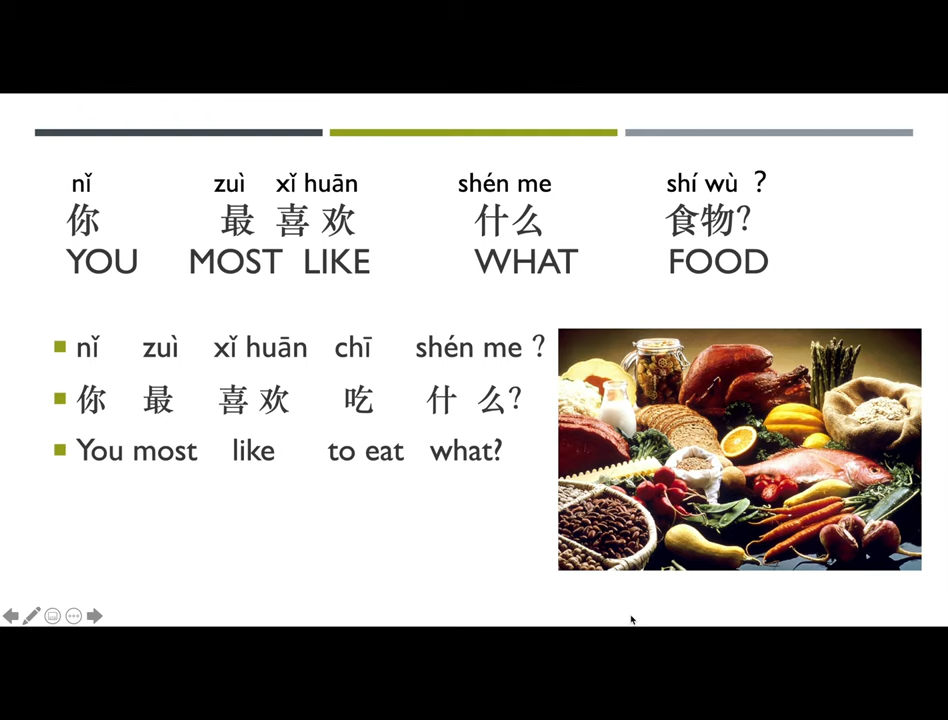 nǐ zuì xǐ huān shén me shí wù ?
你 最 喜 欢 什么 食物?
YOU MOST LIKE WHAT FOOD
nǐ zuì xǐ huān chī shén me ?
你 最 喜 欢 吃 什 么?
You most like to eat what?